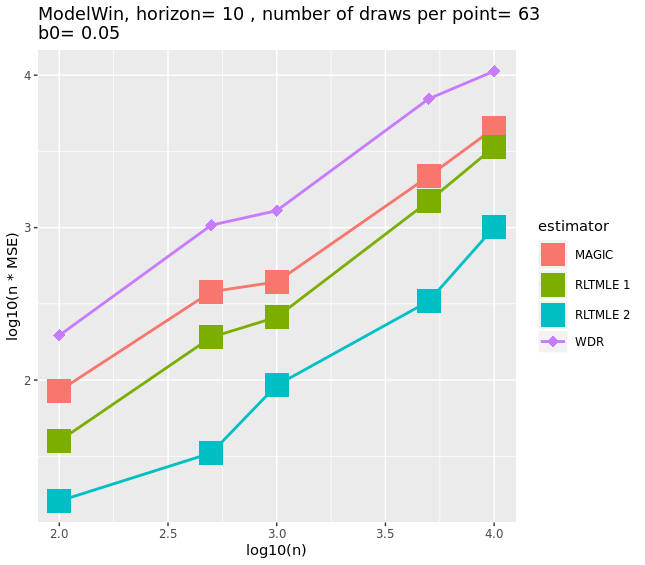 ModelWin, horizon= 10 , number of draws per point= 63
b0= 0.05
4
3
2
log10(n * MSE)
2.0
2.5
3.0
3.5
4.0
log10(n)
estimator
MAGIC
RLTMLE 1
RLTMLE 2
WDR